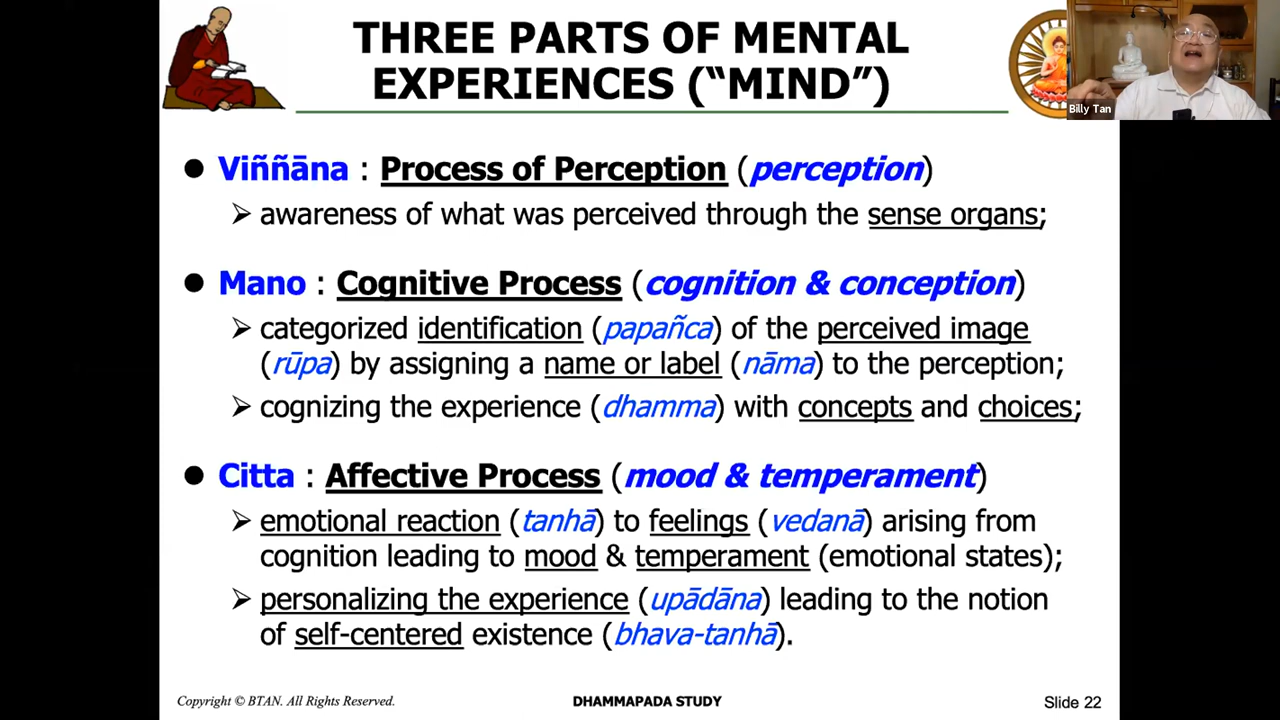 THREE PARTS OF MENTAL
EXPERIENCES (“MIND”)
Billy Tan
● Viññāna : Process of Perception (perception)
➢ awareness of what was perceived through the sense organs;
● Mano : Cognitive Process (cognition & conception)
➢ categorized identification (papañca) of the perceived image
(rūpa) by assigning a name or label (nāma) to the perception;
➢ cognizing the experience (dhamma) with concepts and choices;
● Citta : Affective Process (mood & temperament)
➢ emotional reaction (tanhā) to feelings (vedanā) arising from
cognition leading to mood & temperament (emotional states);
➢ personalizing the experience (upādāna) leading to the notion
of self-centered existence (bhava-tanhā).
Copyright © BTAN. All Rights Reserved.
DHAMMAPADA STUDY
Slide 22